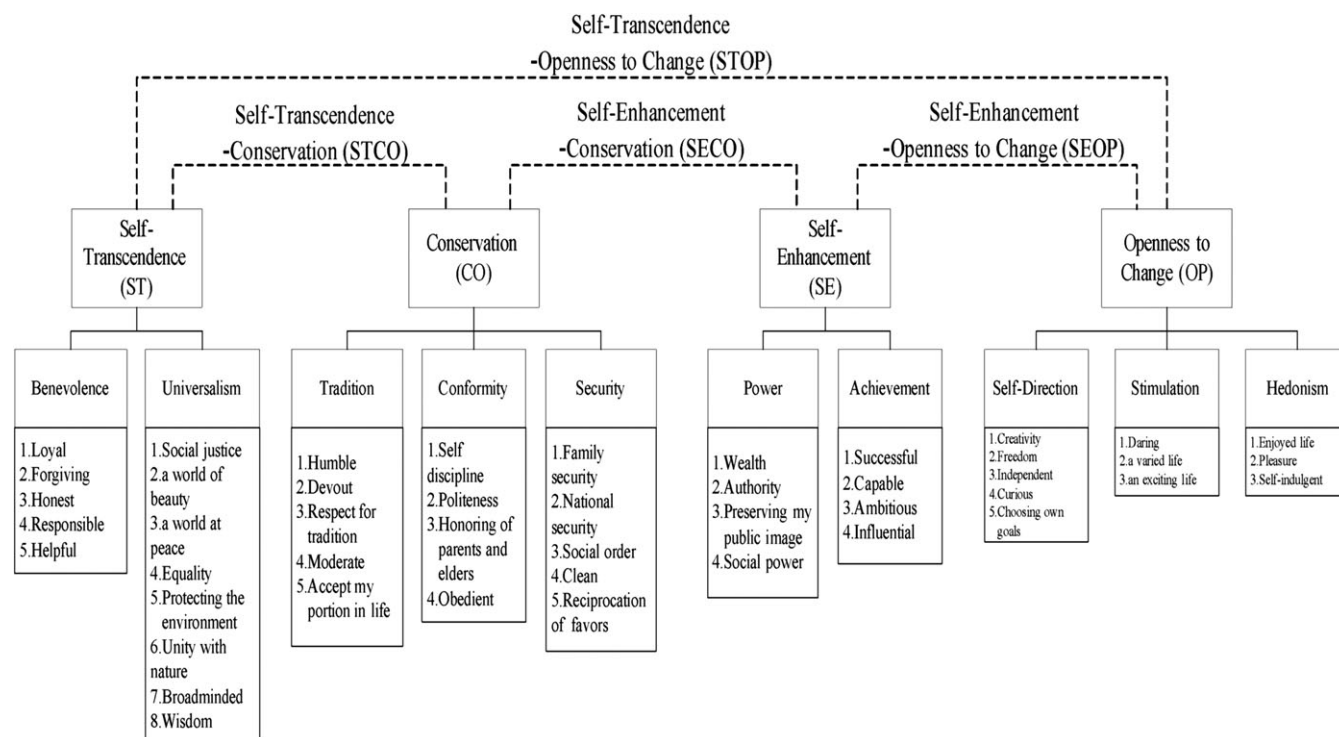 Self-Transcendence
-Openness to Change (STOP)
Self-Transcendence
-Conservation (STCO)
Self-Enhancement
-Conservation (SECO)
Self-Enhancement
-Openness to Change (SEOP)
Self-
Transcendence
(ST)
Conservation
(CO)
Self-
Enhancement
(SE)
Openness to
Change (OP)
Benevolence
Universalism
Tradition
Conformity
Security
Power
Achievement
Self-Direction
Stimulation
Hedonism
1.Loyal
2.Forgiving
3.Honest
4.Responsible
5.Helpful
1.Social justice
2.a world of
beauty
3.a world at
peace
4.Equality
5.Protecting the
environment
6.Unity with
nature
7.Broadminded
8.Wisdom
1.Humble
2.Devout
3.Respect for
tradition
4.Moderate
5.Accept my
portion in life
1.Self
discipline
2.Politeness
3.Honoring of
parents and
elders
4.Obedient
1.Family
security
2.National
security
3.Social order
4.Clean
5.Reciprocation
of favors
1.Wealth
2.Authority
3.Preserving my
public image
4.Social power
1.Successful
2.Capable
3.Ambitious
4.Influential
1.Creativity
2.Freedom
3.Independent
4.Curious
5.Choosing own
goals
1.Daring
2.a varied life
3.an exciting life
1.Enjoyed life
2.Pleasure
3.Self-indulgent